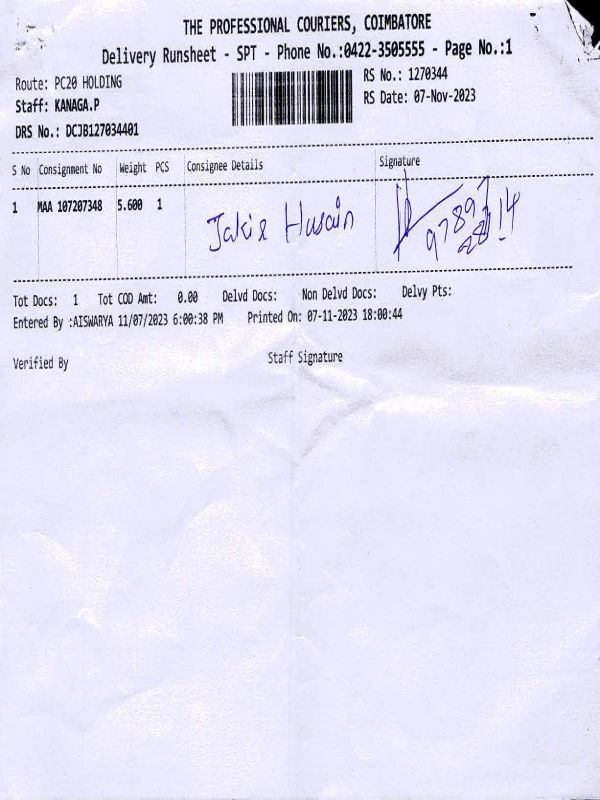 THE PROFESSIONAL COURIERS, COIMBATORE
Delivery Runsheet - SPT - Phone No.:0422-3505555 - Page No.:1
Route: PC20 HOLDING RS No.: 1270344
Staff: KANAGA.P RS Date: 07-Nov-2023
DRS No.: DCJB127034401
S No Consignment No Weight PCS Consignee Details Signature
1 MAA 107207348 5.600 1 Jakir Husain
97897
Tot Docs: 1 Tot COD Amt: 0.00 Delvd Docs: Non Delvd Docs: Delvy Pts:
Entered By :AISWARYA 11/07/2023 6:00:38 PM Printed On: 07-11-2023 18:00:44
Verified By Staff Signature